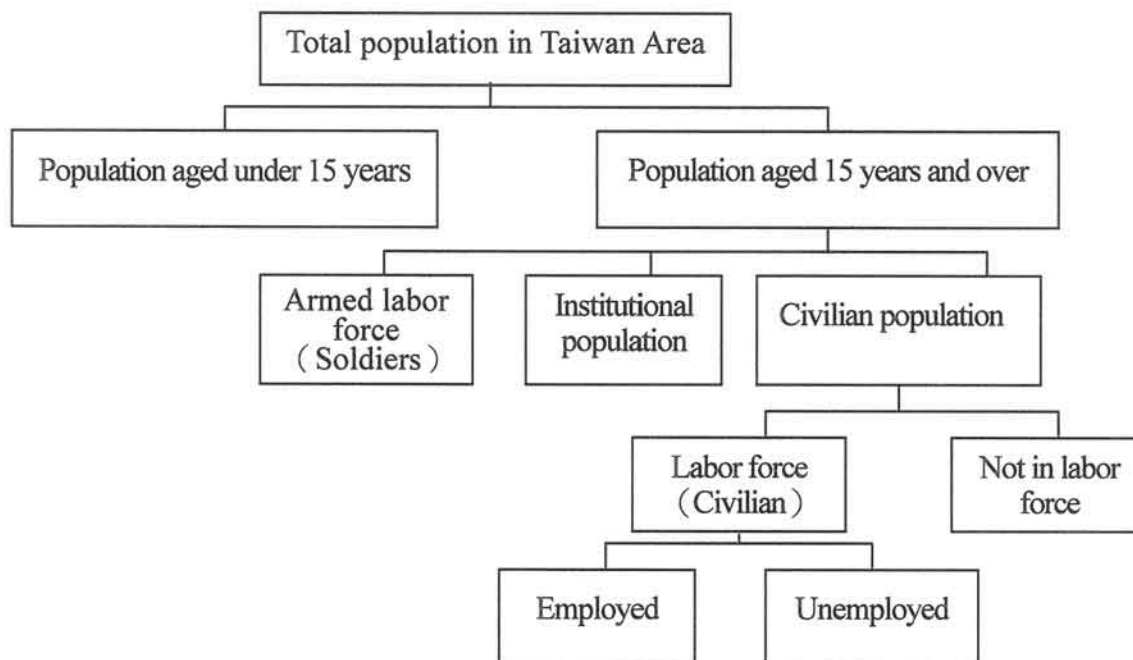 Total population in Taiwan Area
Population aged under 15 years
Population aged 15 years and over
Armed labor
force
（Soldiers）
Institutional
population
Civilian population
Labor force
（Civilian）
Not in labor
force
Employed
Unemployed